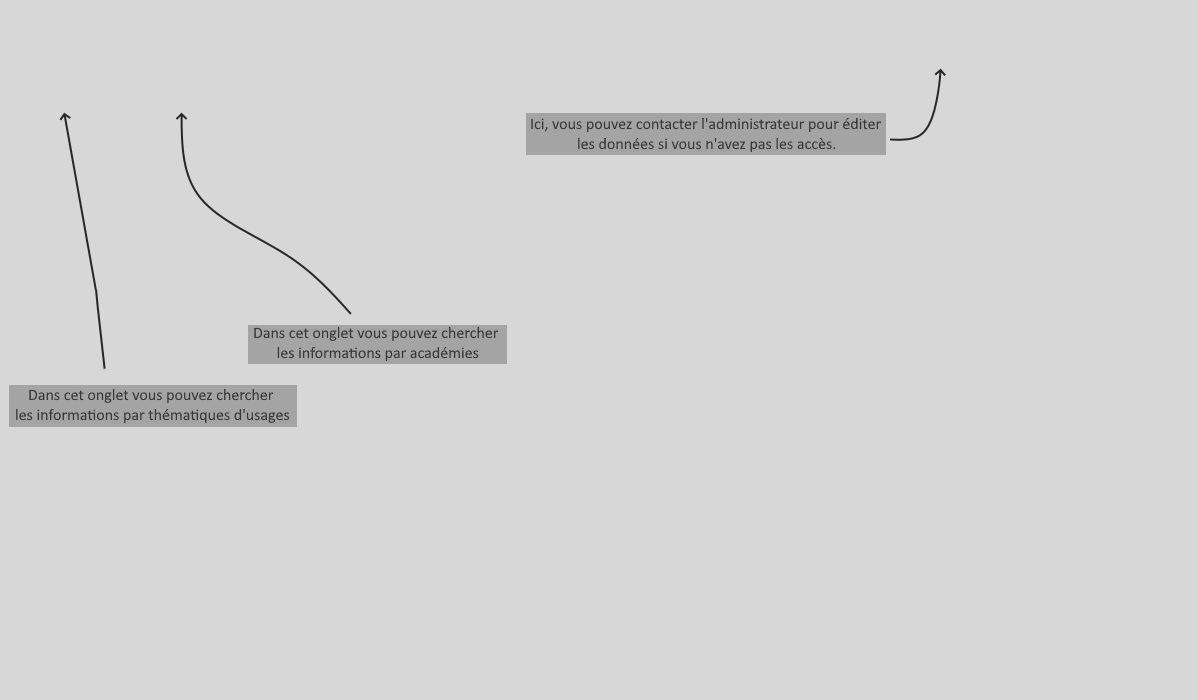 Ici, vous pouvez contacter l'administrateur pour éditer
les données si vous n'avez pas les accès.
Dans cet onglet vous pouvez chercher
les informations par académies
Dans cet onglet vous pouvez chercher
les informations par thématiques d'usages